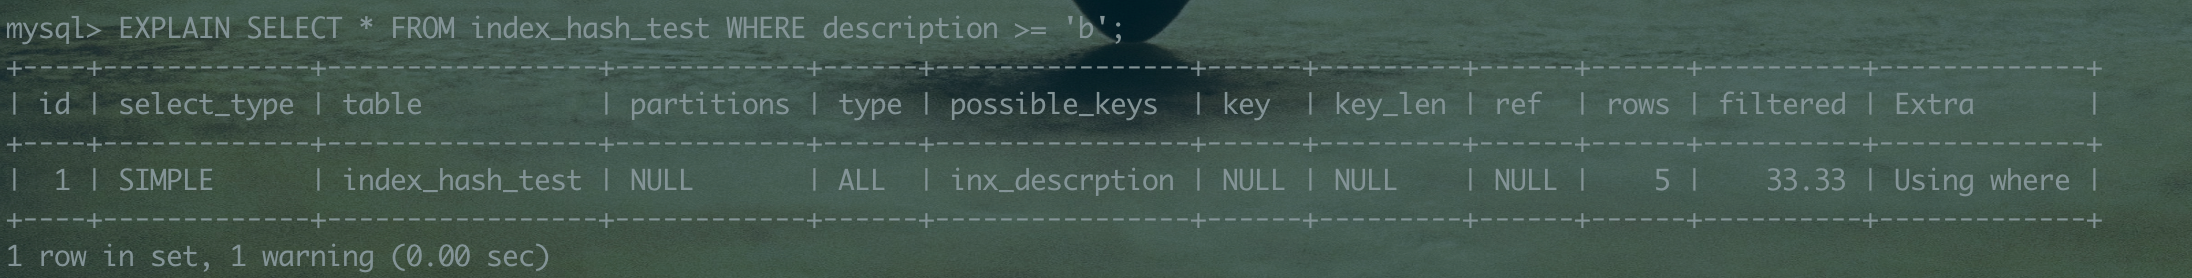 mysql> EXPLAIN SELECT * FROM index_hash_test WHERE description >= 'b';
+----+-------------+-----------------+------------+------+----------------+------+---------+------+------+----------+-------------+
| id | select_type | table           | partitions | type | possible_keys  | key  | key_len | ref  | rows | filtered | Extra       |
+----+-------------+-----------------+------------+------+----------------+------+---------+------+------+----------+-------------+
|  1 | SIMPLE      | index_hash_test | NULL       | ALL  | inx_descrption | NULL | NULL    | NULL |    5 |    33.33 | Using where |
+----+-------------+-----------------+------------+------+----------------+------+---------+------+------+----------+-------------+
1 row in set, 1 warning (0.00 sec)